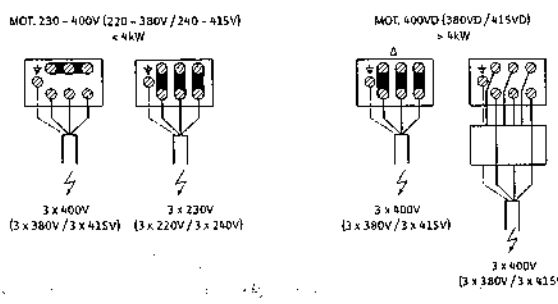 MOT. 230 - 400V (220 - 380V / 240 - 415V)
< 4kW
MOT. 400VD (380VD / 415VD)
> 4kW
Δ
3 x 400V
(3 x 380V / 3 x 415V)
3 x 230V
(3 x 220V / 3 x 240V)
3 x 400V
(3 x 380V / 3 x 415V)
3 x 400V
(3 x 380V / 3 x 415V